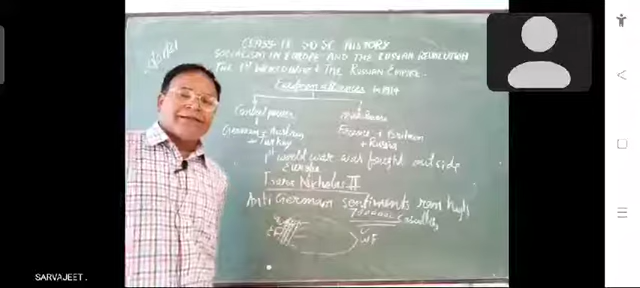 CLASS IX SO SC HISTORY
SOCIALISM IN EUROPE AND THE RUSSIAN REVOLUTION
THE 1st WORLD WAR & THE RUSSIAN EMPIRE
European alliances in 1914
Central powers
Germany + Austria
+ Turkey
France + Britain
+ Russia
1st world war was fought outside
Europe
Tsar Nicholas II
Anti German sentiments ran high
SARVAJEET .